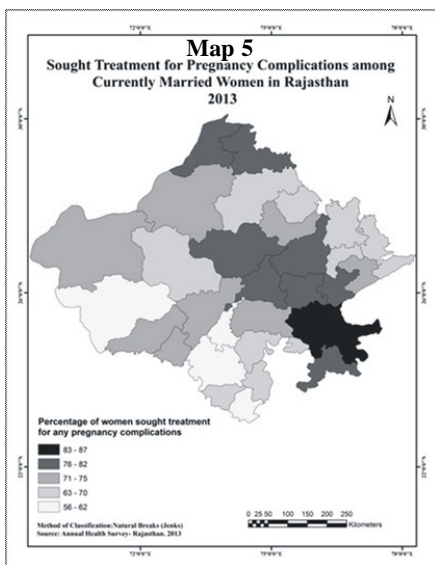 Map 5
Sought Treatment for Pregnancy Complications among
Currently Married Women in Rajasthan
2013
N
Percentage of women sought treatment
for any pregnancy complications
83 - 87
76 - 82
71 - 75
63 - 70
56 - 62
Method of Classification:Natural Breaks (Jenks)
Source: Annual Health Survey- Rajasthan. 2013
0 25 50 100 150 200 250
Kilometers